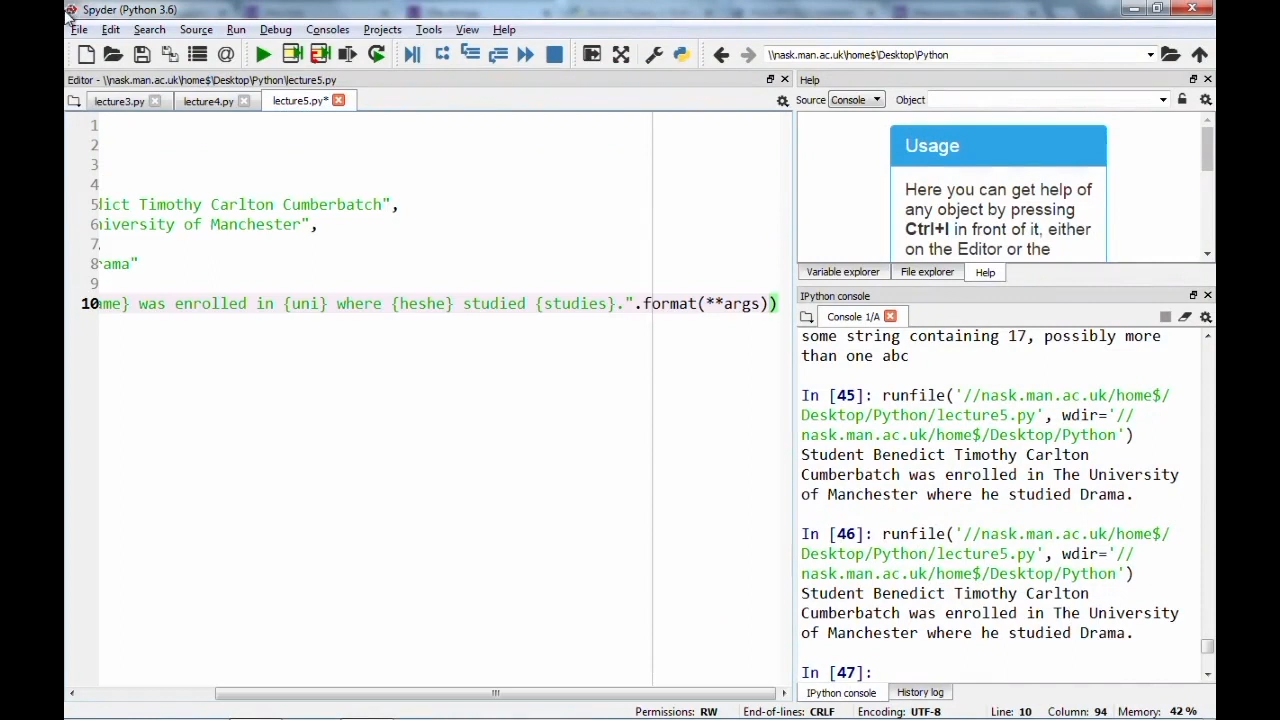 Spyder (Python 3.6)
File Edit Search Source Run Debug Consoles Projects Tools View Help
\\nask.man.ac.uk\home$\Desktop\Python
Editor - \\nask.man.ac.uk\home$\Desktop\Python\lecture5.py
lecture3.py lecture4.py lecture5.py*
1
2
3
4
5 dict Timothy Carlton Cumberbatch",
6 niversity of Manchester",
7 ,
8 rama"
9
10 me} was enrolled in {uni} where {heshe} studied {studies}.".format(**args))
Help
Source Console Object
Usage
Here you can get help of
any object by pressing
Ctrl+I in front of it, either
on the Editor or the
Variable explorer File explorer Help
IPython console
Console 1/A
some string containing 17, possibly more
than one abc
In [45]: runfile('//nask.man.ac.uk/home$/
Desktop/Python/lecture5.py', wdir='//
nask.man.ac.uk/home$/Desktop/Python')
Student Benedict Timothy Carlton
Cumberbatch was enrolled in The University
of Manchester where he studied Drama.
In [46]: runfile('//nask.man.ac.uk/home$/
Desktop/Python/lecture5.py', wdir='//
nask.man.ac.uk/home$/Desktop/Python')
Student Benedict Timothy Carlton
Cumberbatch was enrolled in The University
of Manchester where he studied Drama.
In [47]:
IPython console History log
Permissions: RW End-of-lines: CRLF Encoding: UTF-8 Line: 10 Column: 94 Memory: 42 %